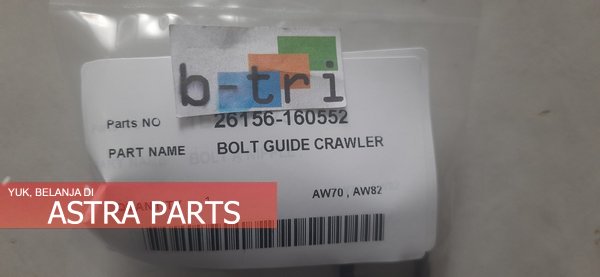 b-tri
Parts NO 26156-160552
PART NAME BOLT GUIDE CRAWLER
AW70 , AW82
YUK, BELANJA DI
ASTRA PARTS